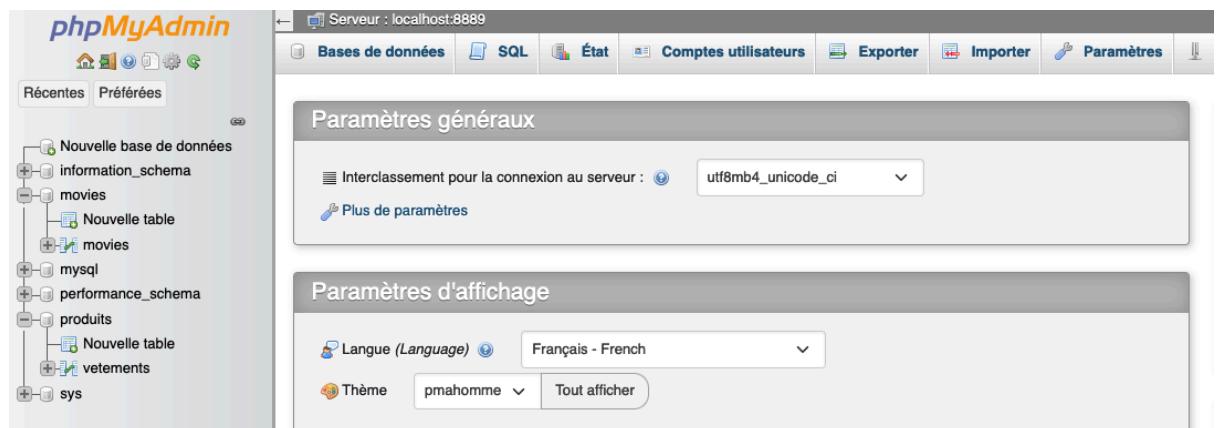 phpMyAdmin
Récentes Préférées
Nouvelle base de données
information_schema
movies
Nouvelle table
movies
mysql
performance_schema
produits
Nouvelle table
vetements
sys
Serveur : localhost:8889
Bases de données SQL État Comptes utilisateurs Exporter Importer Paramètres
Paramètres généraux
Interclassement pour la connexion au serveur : utf8mb4_unicode_ci
Plus de paramètres
Paramètres d'affichage
Langue (Language) Français - French
Thème pmahomme Tout afficher